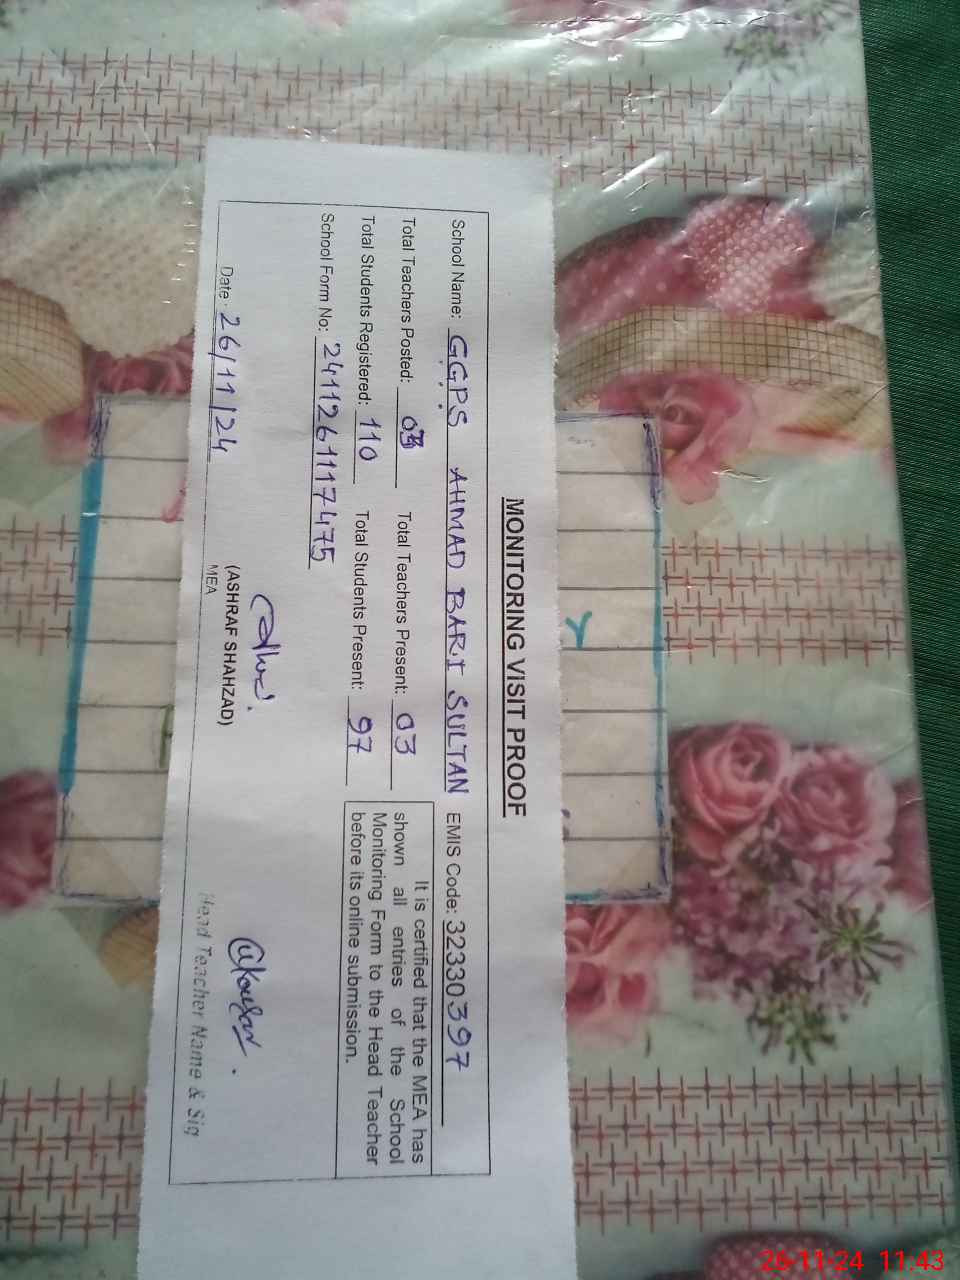 MONITORING VISIT PROOF
School Name: GGPS AHMAD BARI SULTAN EMIS Code: 32330397
Total Teachers Posted: 03 Total Teachers Present: 03
Total Students Registered: 110 Total Students Present: 97
School Form No: 241126111 7475
It is certified that the MEA has
shown all entries of the School
Monitoring Form to the Head Teacher
before its online submission.
Date: 26/11/24
(ASHRAF SHAHZAD)
MEA
Head Teacher Name & Sig
26-11-24 11:43